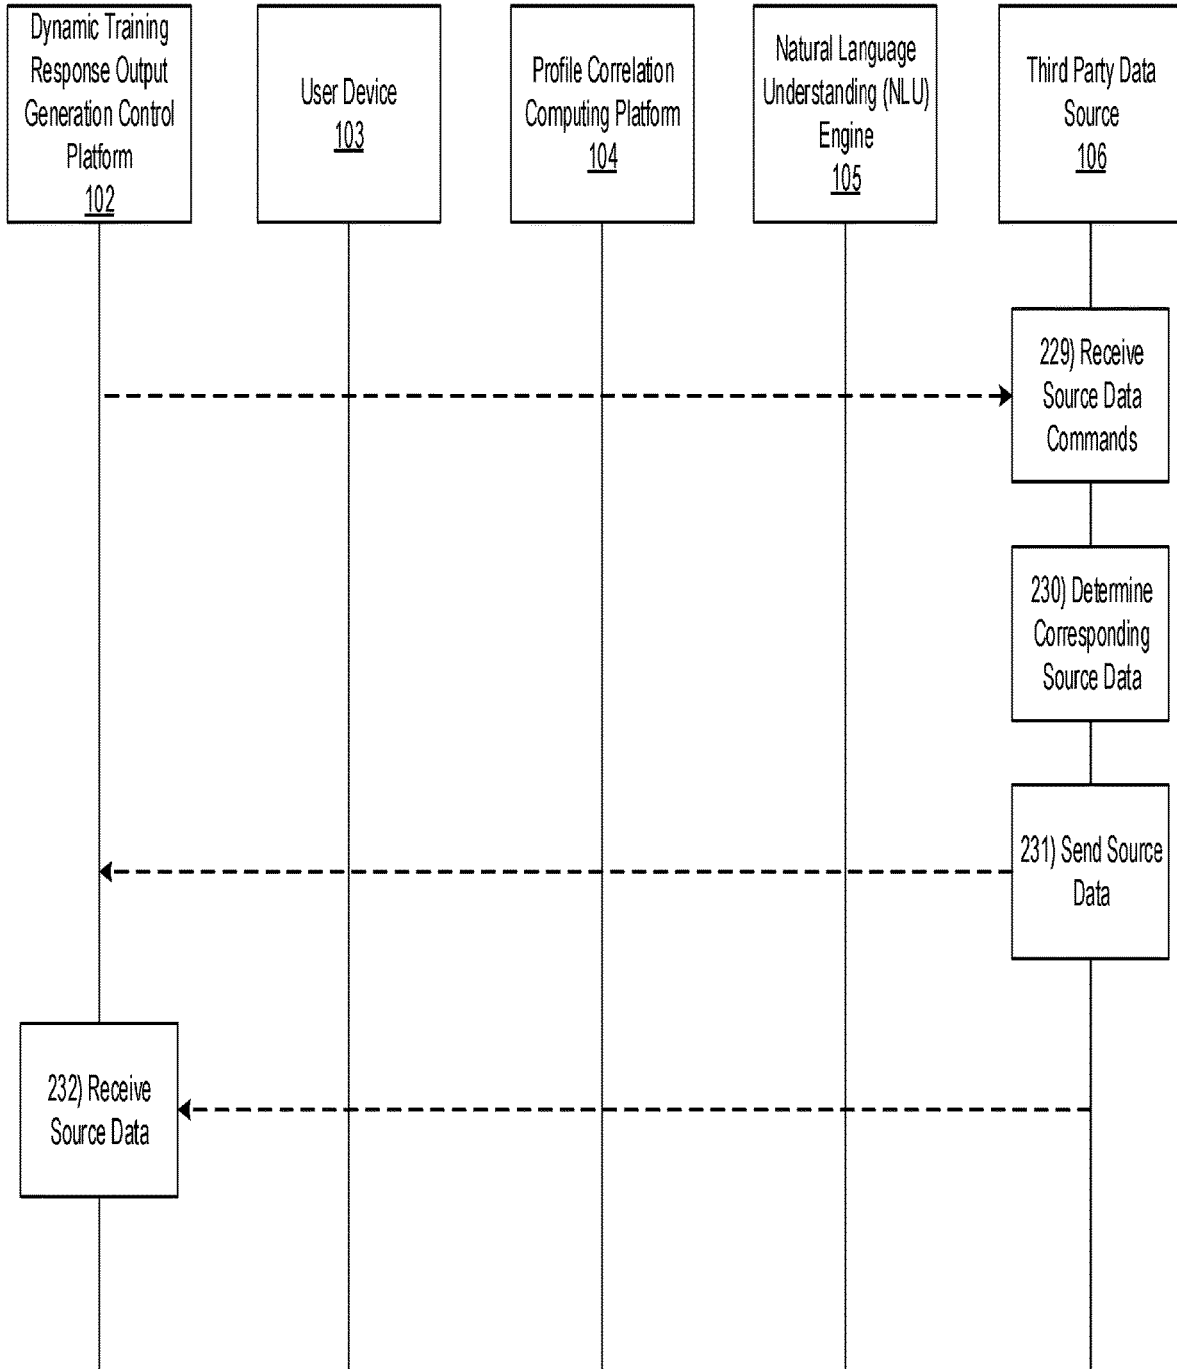 Dynamic Training
Response Output
Generation Control
Platform
102
User Device
103
Profile Correlation
Computing Platform
104
Natural Language
Understanding (NLU)
Engine
105
Third Party Data
Source
106
229) Receive
Source Data
Commands
230) Determine
Corresponding
Source Data
231) Send Source
Data
232) Receive
Source Data